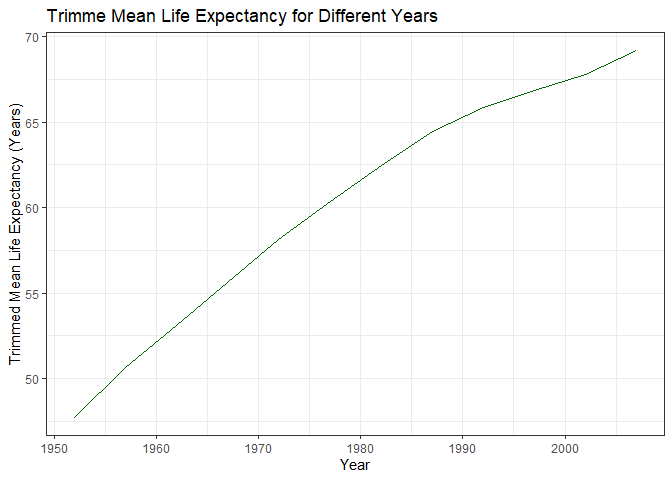 Trimme Mean Life Expectancy for Different Years
Trimmed Mean Life Expectancy (Years)
70
65
60
55
50
1950 1960 1970 1980 1990 2000
Year